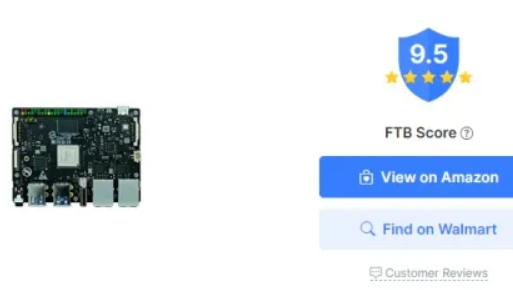 9.5
FTB Score
View on Amazon
Find on Walmart
Customer Reviews